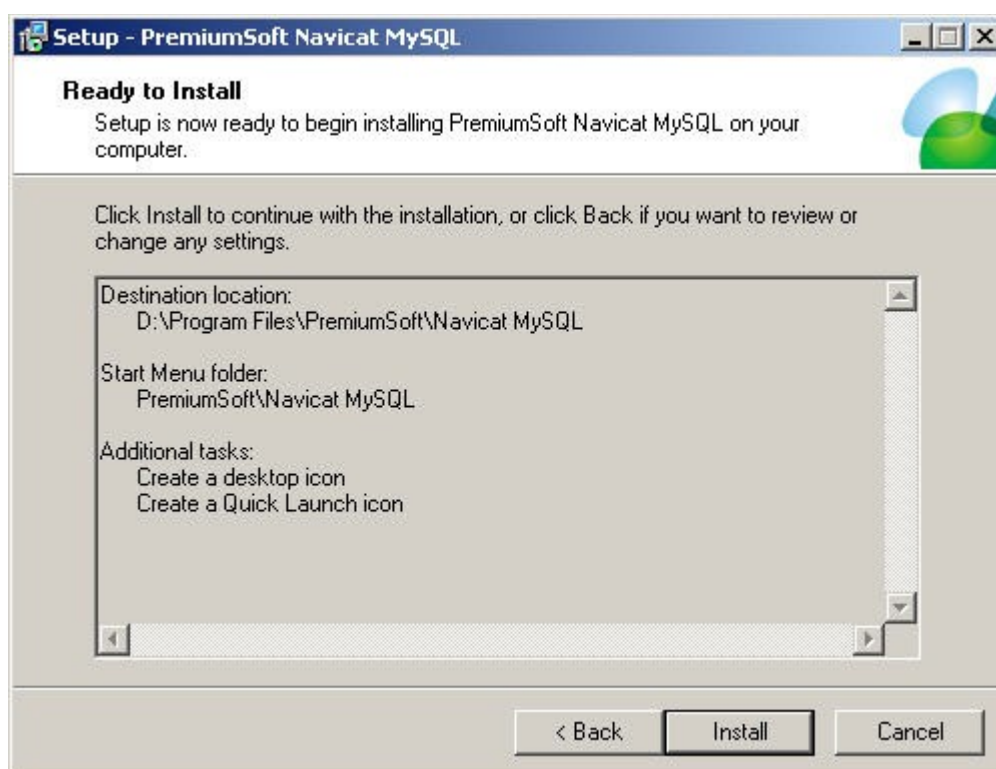 Setup - PremiumSoft Navicat MySQL
Ready to Install
Setup is now ready to begin installing PremiumSoft Navicat MySQL on your
computer.
Click Install to continue with the installation, or click Back if you want to review or
change any settings.
Destination location:
D:\Program Files\PremiumSoft\Navicat MySQL
Start Menu folder:
PremiumSoft\Navicat MySQL
Additional tasks:
Create a desktop icon
Create a Quick Launch icon
< Back Install Cancel